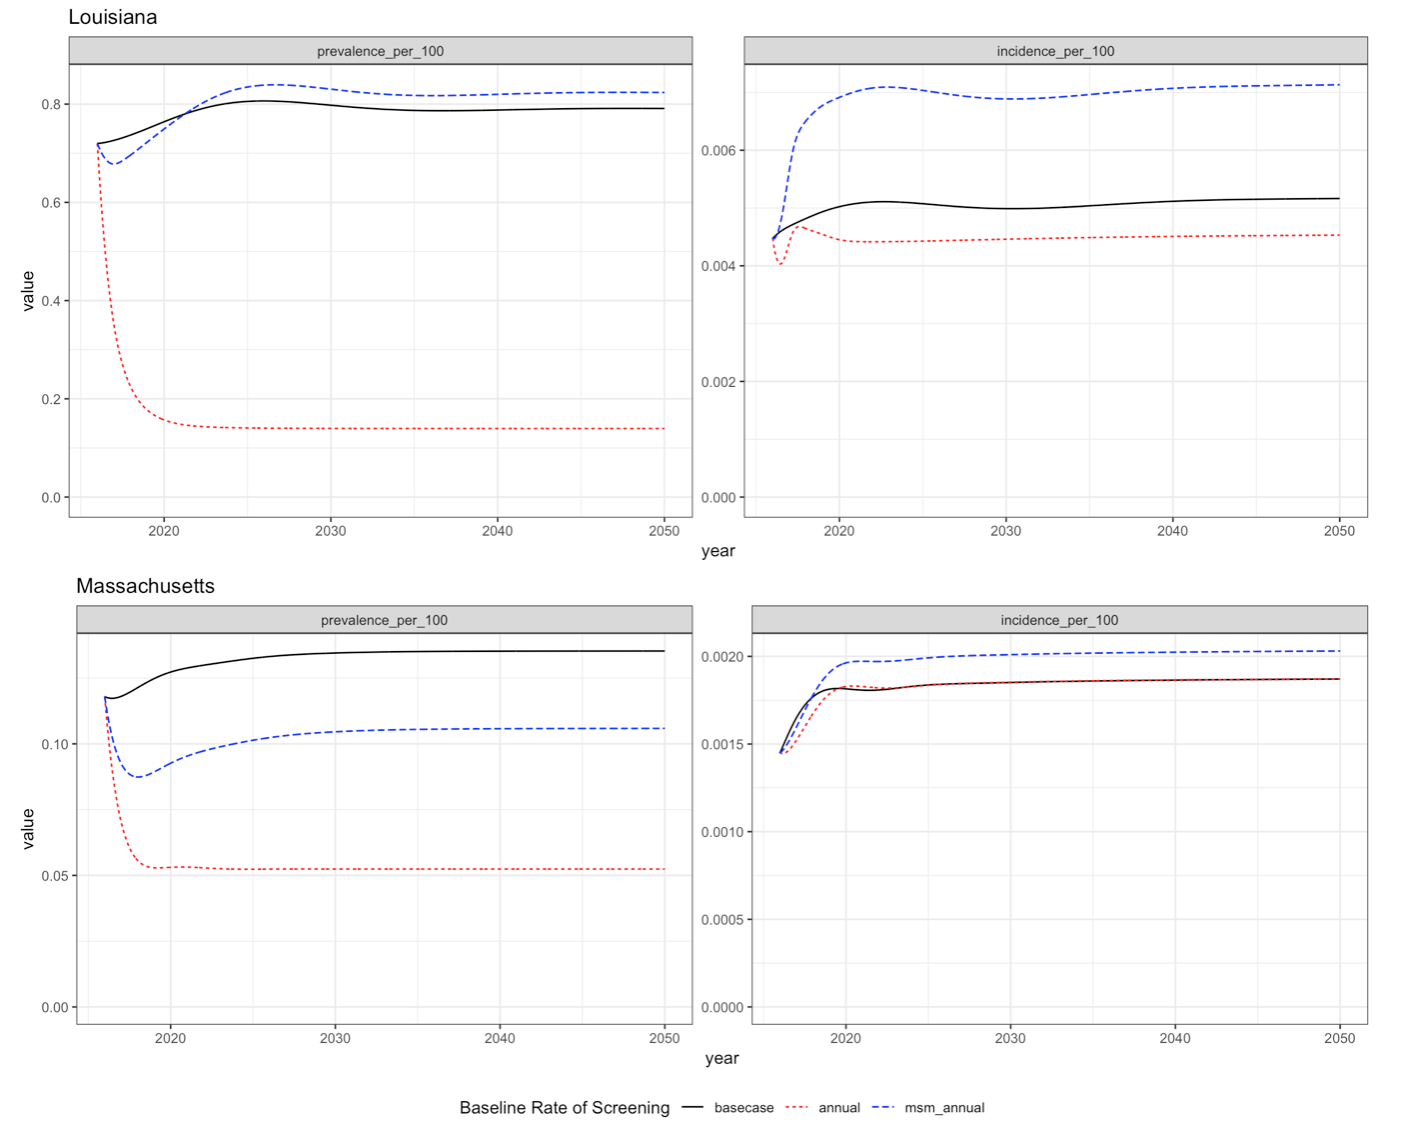 Louisiana
prevalence_per_100 incidence_per_100
value
0.8
0.6
0.4
0.2
0.0
2020 2030 2040 2050
0.006
0.004
0.002
0.000
2020 2030 2040 2050
year
Massachusetts
prevalence_per_100 incidence_per_100
value
0.10
0.05
0.00
2020 2030 2040 2050
0.0020
0.0015
0.0010
0.0005
0.0000
2020 2030 2040 2050
year
Baseline Rate of Screening basecase annual msm_annual